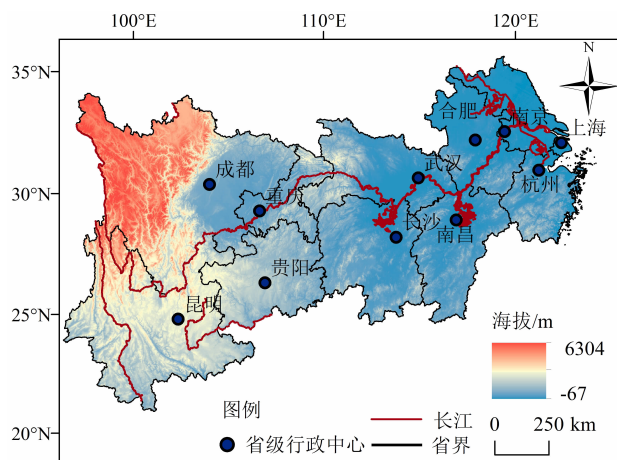 100°E 110°E 120°E
N
35°N
合肥 南京
上海
成都 武汉
30°N
重庆 杭州
长沙 南昌
贵阳
25°N
昆明
海拔/m
6304
-67
图例 长江
省级行政中心 省界
0 250 km
20°N